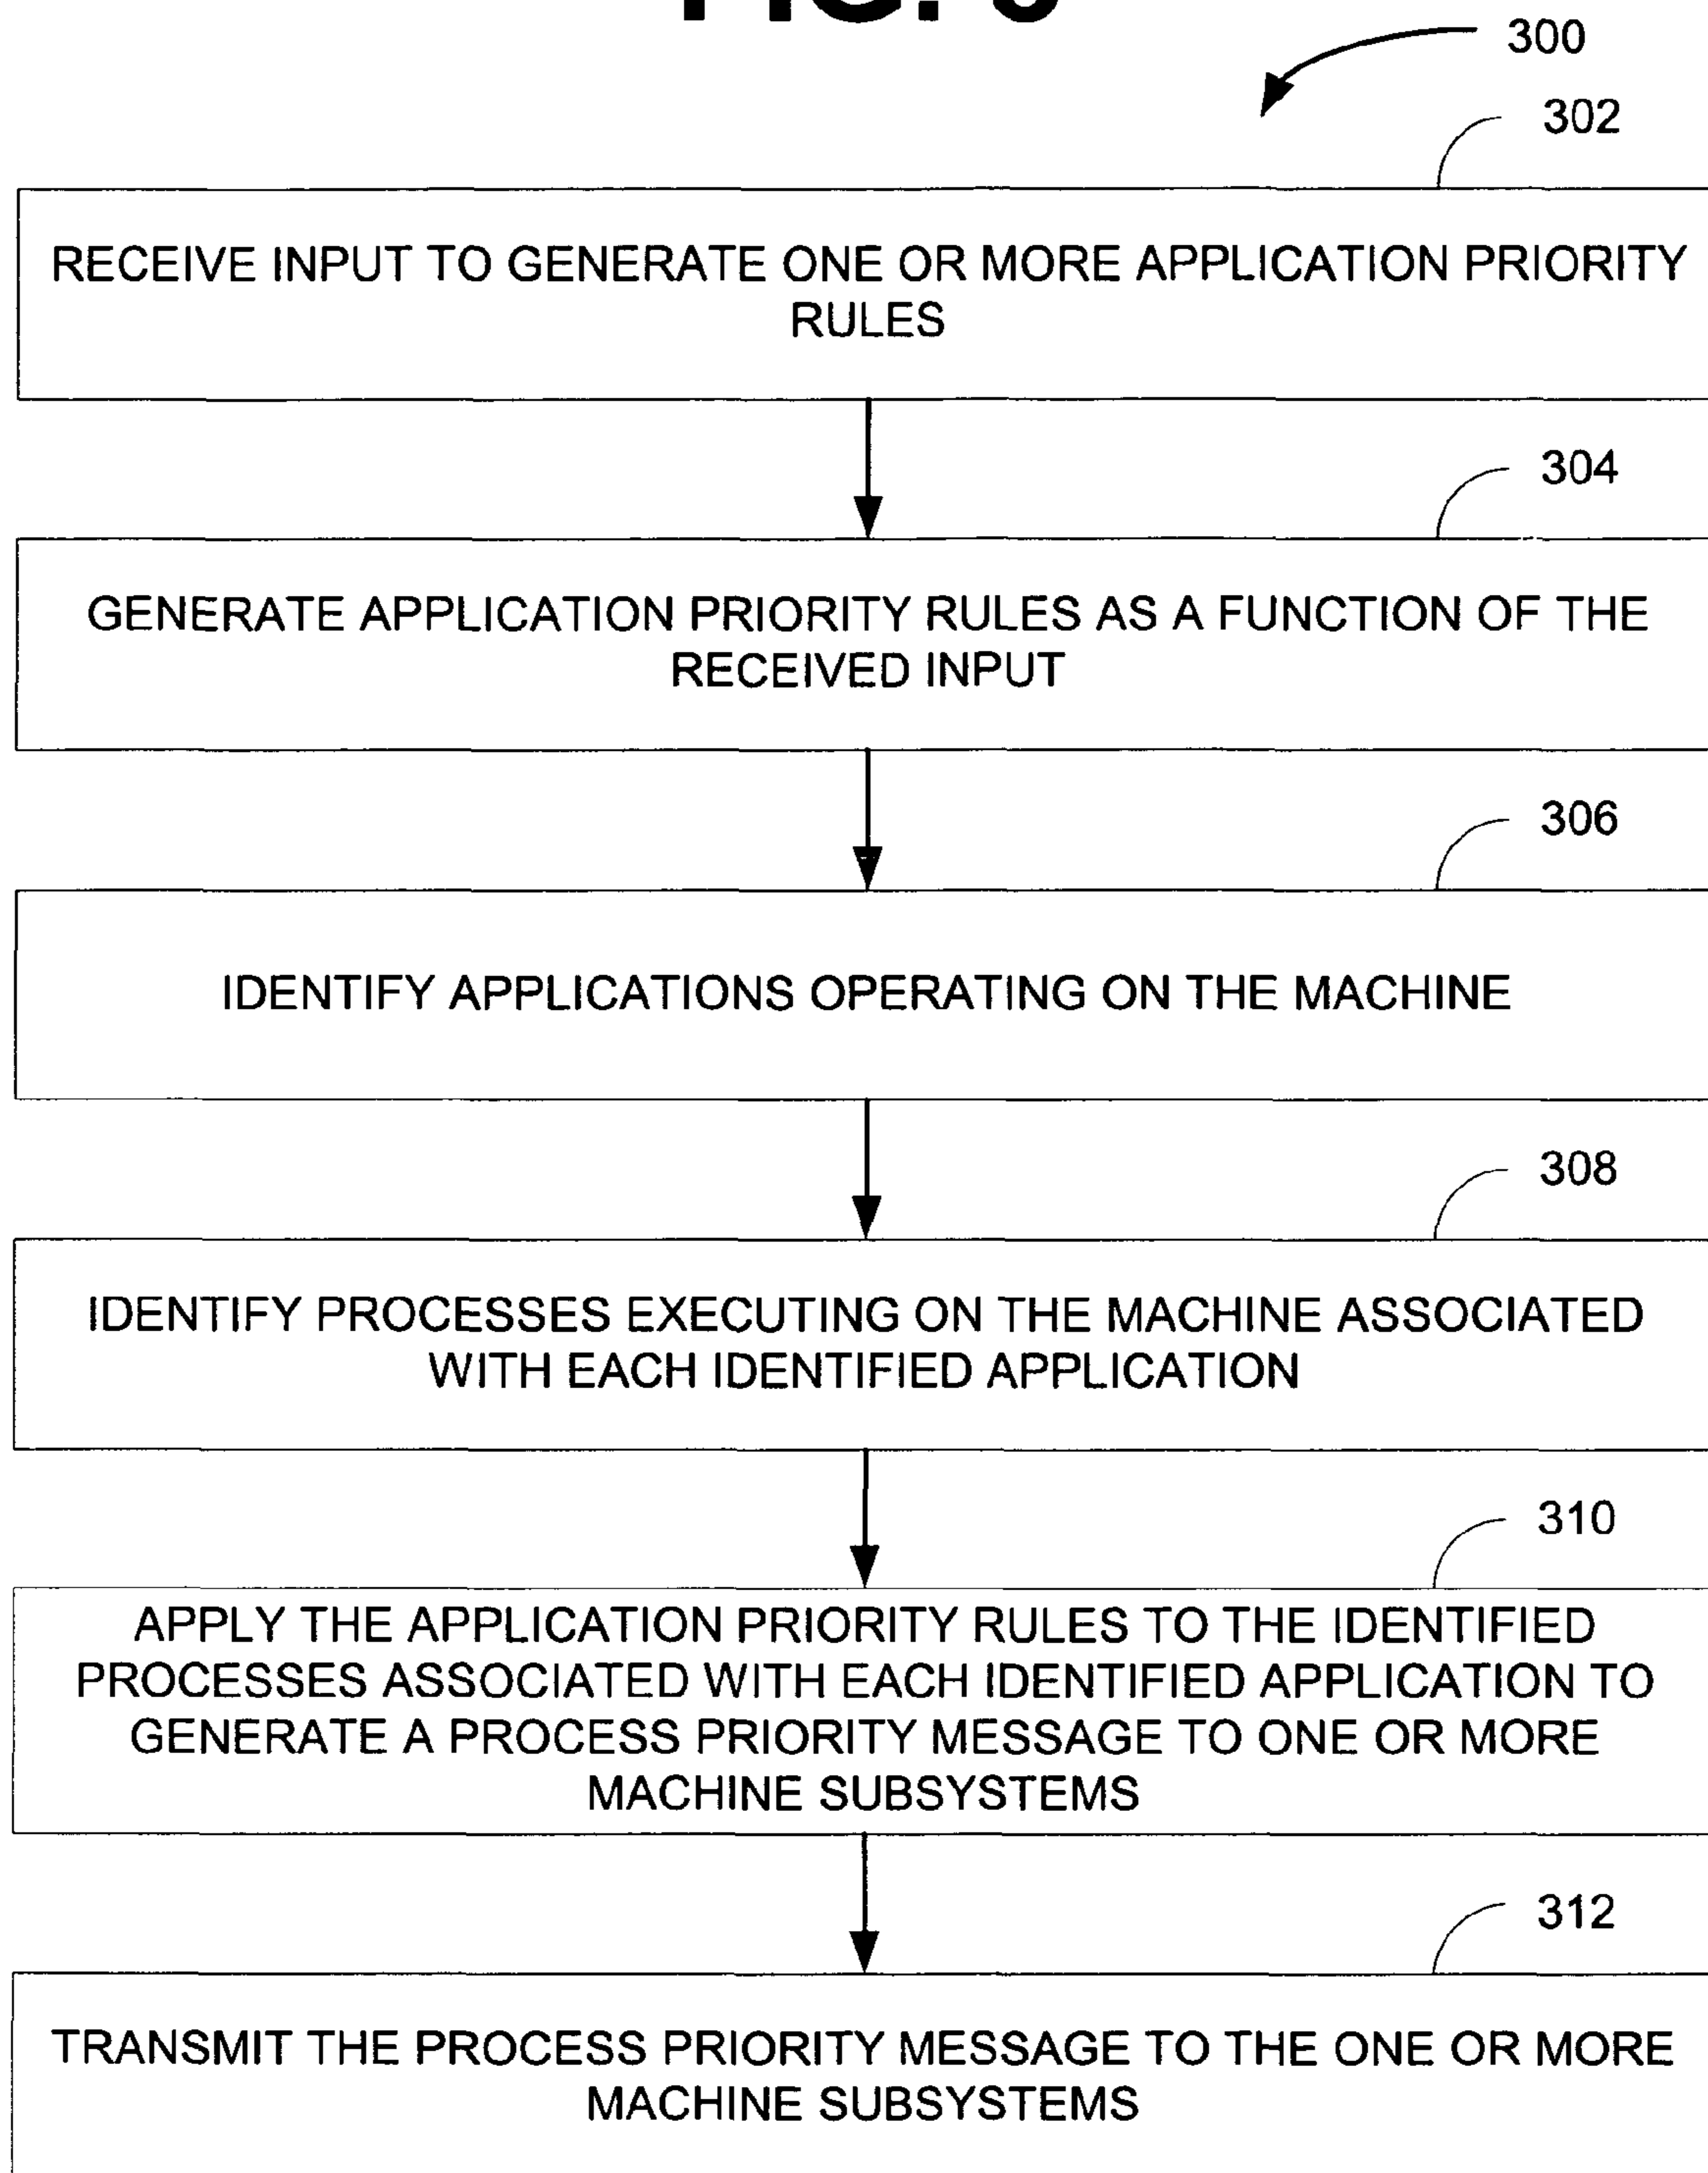 FIG. 3
300
302
RECEIVE INPUT TO GENERATE ONE OR MORE APPLICATION PRIORITY
RULES
304
GENERATE APPLICATION PRIORITY RULES AS A FUNCTION OF THE
RECEIVED INPUT
306
IDENTIFY APPLICATIONS OPERATING ON THE MACHINE
308
IDENTIFY PROCESSES EXECUTING ON THE MACHINE ASSOCIATED
WITH EACH IDENTIFIED APPLICATION
310
APPLY THE APPLICATION PRIORITY RULES TO THE IDENTIFIED
PROCESSES ASSOCIATED WITH EACH IDENTIFIED APPLICATION TO
GENERATE A PROCESS PRIORITY MESSAGE TO ONE OR MORE
MACHINE SUBSYSTEMS
312
TRANSMIT THE PROCESS PRIORITY MESSAGE TO THE ONE OR MORE
MACHINE SUBSYSTEMS